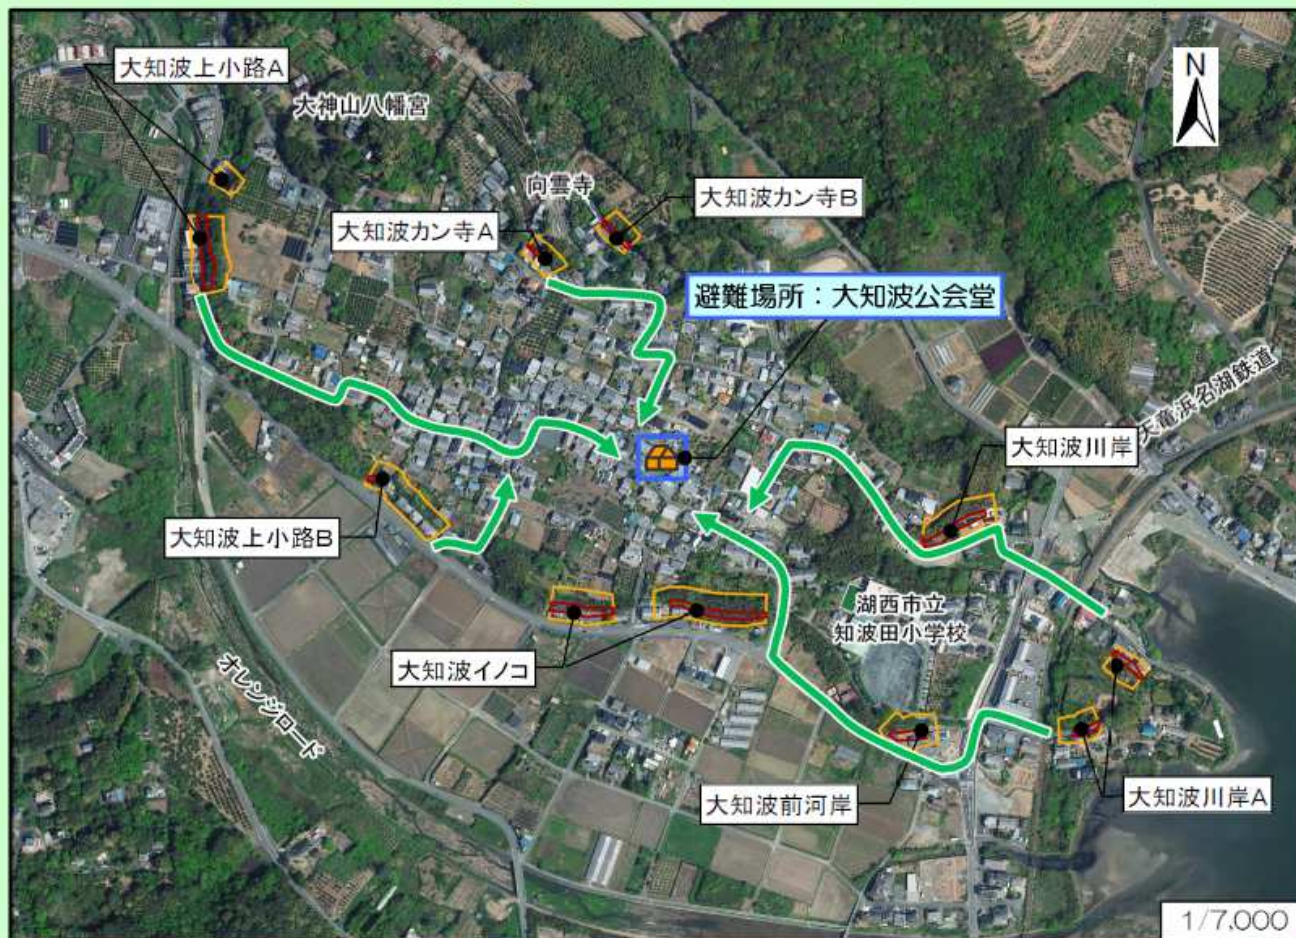 大知波上小路A
大神山八幡宮
N
向雲寺
大知波カン寺B
大知波カン寺A
避難場所：大知波公会堂
天竜浜名湖鉄道
大知波川岸
大知波上小路B
湖西市立
知波田小学校
大知波イノコ
オレンジロード
大知波前河岸
大知波川岸A
1/7,000